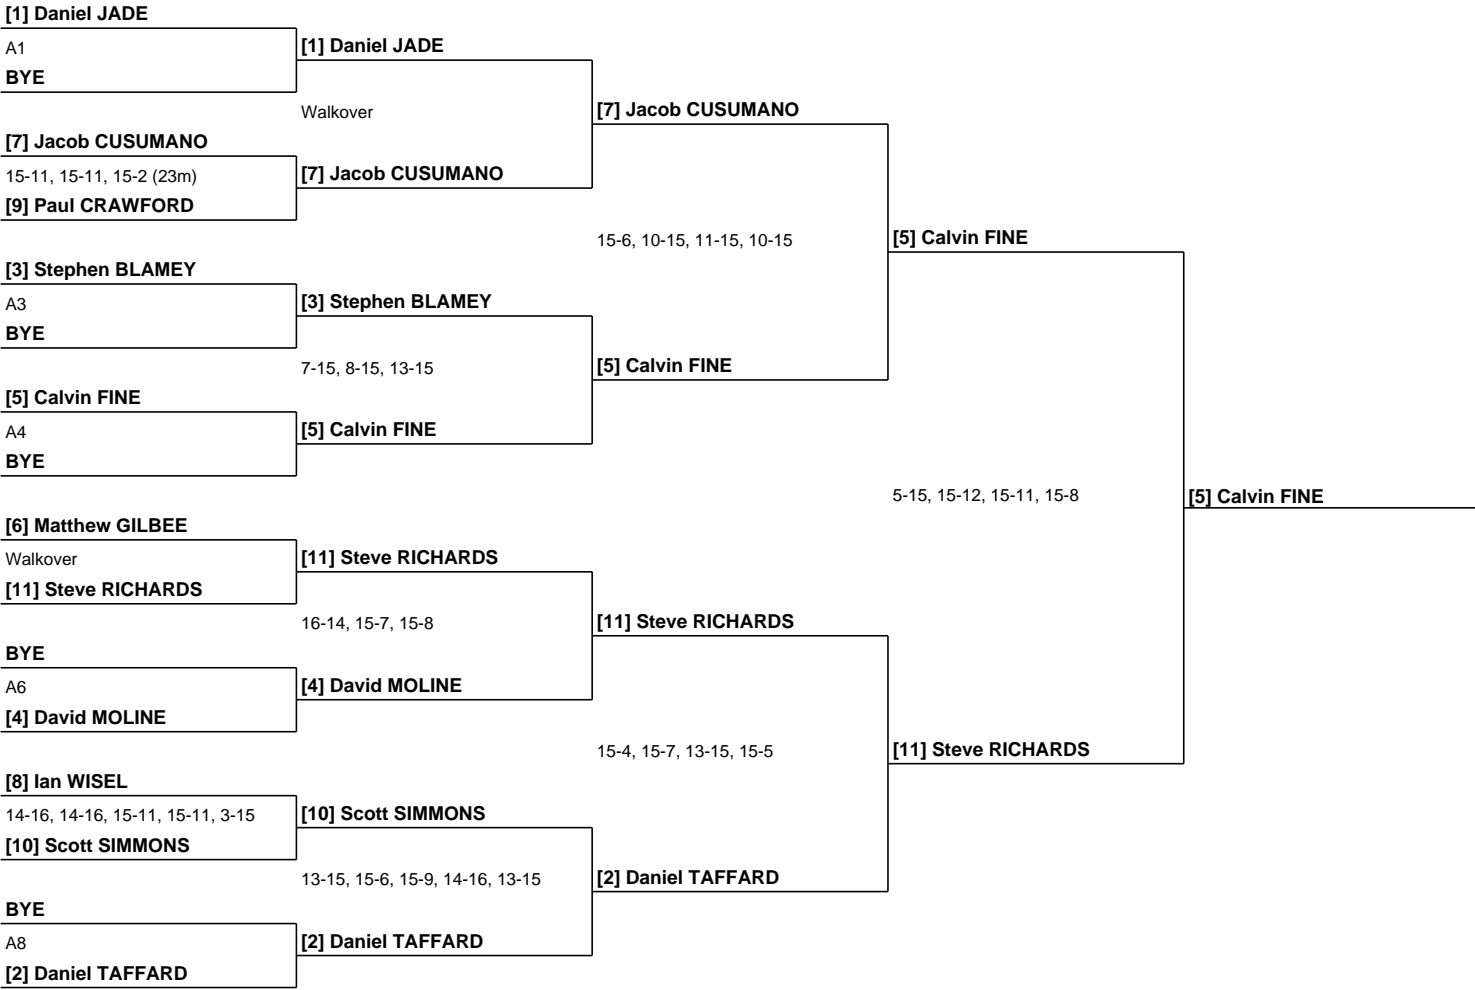 [1] Daniel JADE
A1
BYE
[7] Jacob CUSUMANO
15-11, 15-11, 15-2 (23m)
[9] Paul CRAWFORD
[3] Stephen BLAMEY
A3
BYE
[5] Calvin FINE
A4
BYE
[6] Matthew GILBEE
Walkover
[11] Steve RICHARDS
BYE
A6
[4] David MOLINE
[8] Ian WISEL
14-16, 14-16, 15-11, 15-11, 3-15
[10] Scott SIMMONS
BYE
A8
[2] Daniel TAFFARD
[1] Daniel JADE
Walkover
[7] Jacob CUSUMANO
[3] Stephen BLAMEY
7-15, 8-15, 13-15
[5] Calvin FINE
[11] Steve RICHARDS
16-14, 15-7, 15-8
[4] David MOLINE
[10] Scott SIMMONS
13-15, 15-6, 15-9, 14-16, 13-15
[2] Daniel TAFFARD
[7] Jacob CUSUMANO
15-6, 10-15, 11-15, 10-15
[5] Calvin FINE
[11] Steve RICHARDS
15-4, 15-7, 13-15, 15-5
[2] Daniel TAFFARD
[5] Calvin FINE
5-15, 15-12, 15-11, 15-8
[11] Steve RICHARDS
[5] Calvin FINE